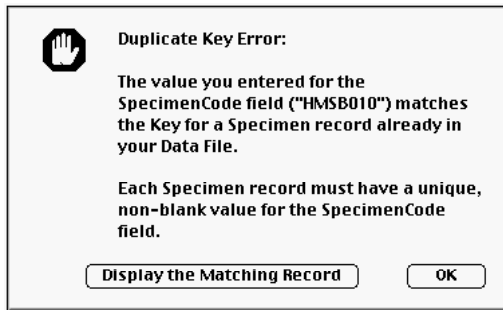 Duplicate Key Error:
The value you entered for the
SpecimenCode field ("HMSB010") matches
the Key for a Specimen record already in
your Data File.
Each Specimen record must have a unique,
non-blank value for the SpecimenCode
field.
Display the Matching Record
OK